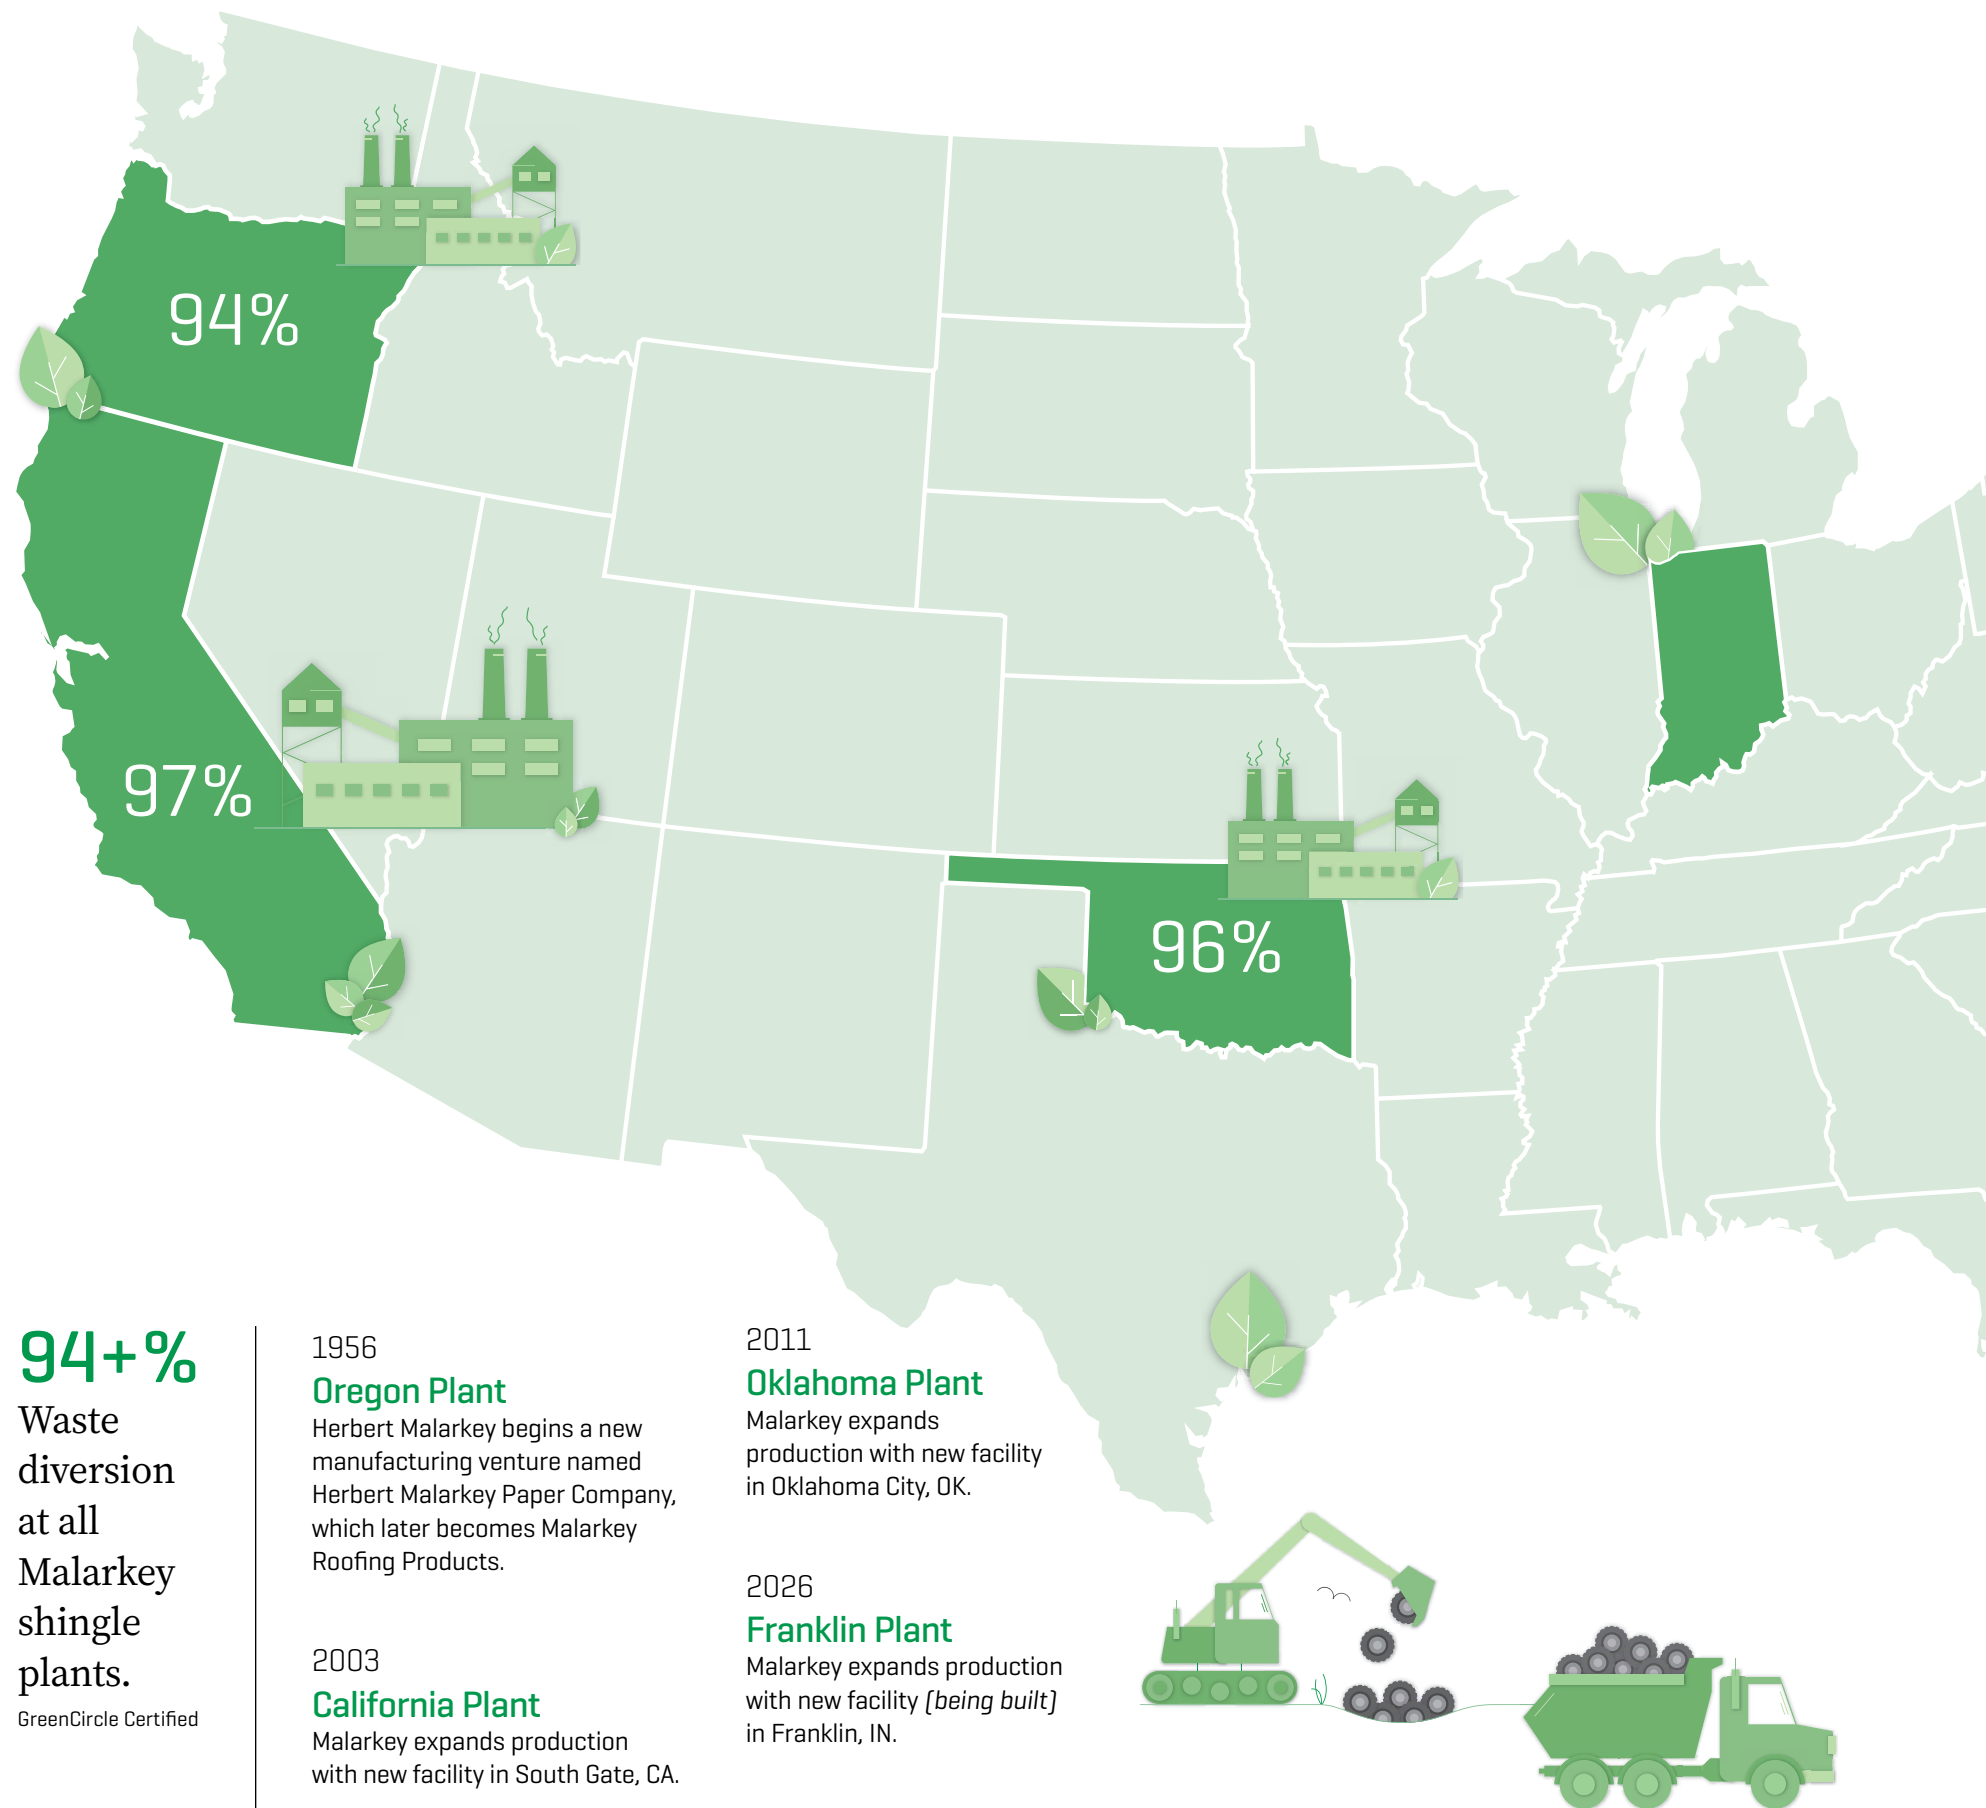 94%
97%
96%
94+%
Waste
diversion
at all
Malarkey
shingle
plants.
GreenCircle Certified
1956
Oregon Plant
Herbert Malarkey begins a new
manufacturing venture named
Herbert Malarkey Paper Company,
which later becomes Malarkey
Roofing Products.
2003
California Plant
Malarkey expands production
with new facility in South Gate, CA.
2011
Oklahoma Plant
Malarkey expands
production with new facility
in Oklahoma City, OK.
2026
Franklin Plant
Malarkey expands production
with new facility [being built]
in Franklin, IN.